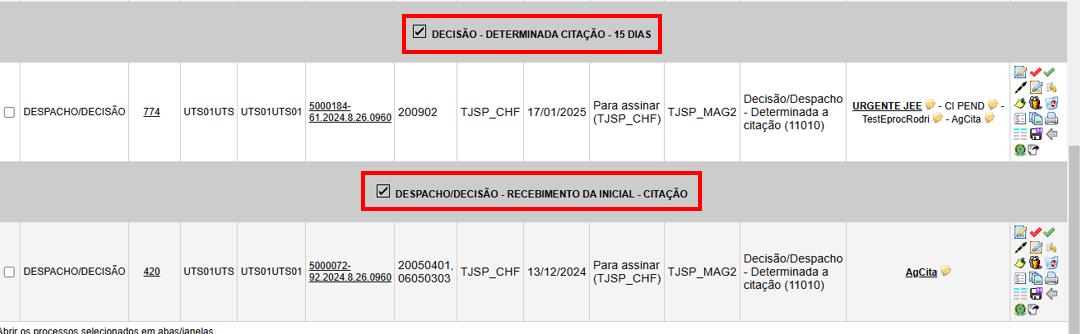 DECISÃO - DETERMINADA CITAÇÃO - 15 DIAS
DESPACHO/DECISÃO 774 UTS01UTS UTS01UTS01 5000184-61.2024.8.26.0960 200902 TJSP_CHF 17/01/2025 Para assinar (TJSP_CHF) TJSP_MAG2 Decisão/Despacho - Determinada a citação (11010) URGENTE JEE - CI PEND - TestEprocRodri - AgCita
DESPACHO/DECISÃO - RECEBIMENTO DA INICIAL - CITAÇÃO
DESPACHO/DECISÃO 420 UTS01UTS UTS01UTS01 5000072-92.2024.8.26.0960 20050401, 06050303 TJSP_CHF 13/12/2024 Para assinar (TJSP_CHF) TJSP_MAG2 Decisão/Despacho - Determinada a citação (11010) AgCita
Abrir os processos selecionados em abas/janelas